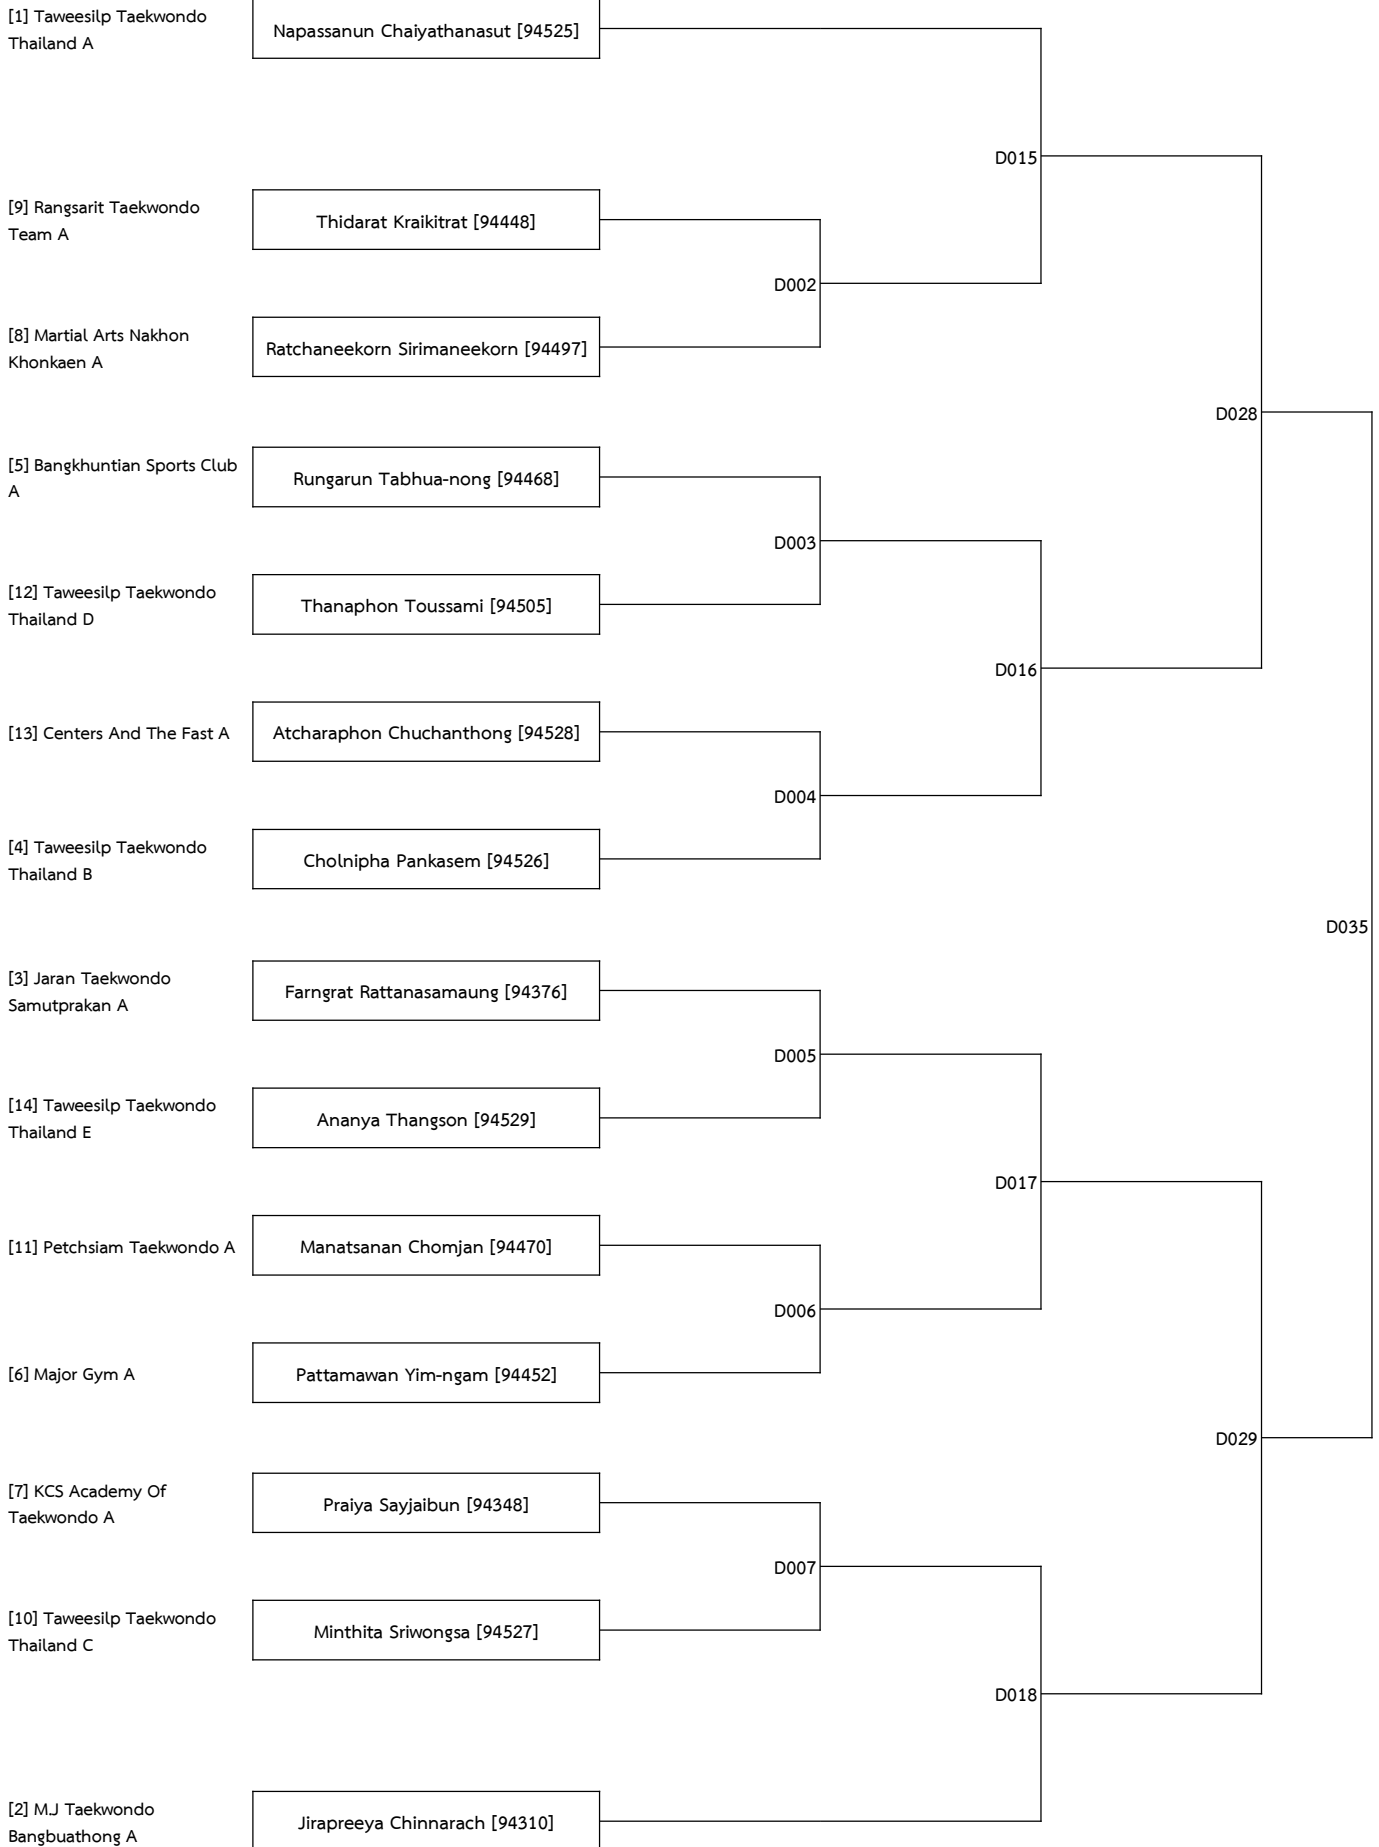 [1] Taweesilp Taekwondo
Thailand A
Napassanun Chaiyathanasut [94525]
D015
[9] Rangsarit Taekwondo
Team A
Thidarat Kraikitrat [94448]
D002
[8] Martial Arts Nakhon
Khonkaen A
Ratchaneekorn Sirimaneekorn [94497]
D028
[5] Bangkhuntian Sports Club
A
Rungarun Tabhua-nong [94468]
D003
[12] Taweesilp Taekwondo
Thailand D
Thanaphon Toussami [94505]
D016
[13] Centers And The Fast A
Atcharaphon Chuchanthong [94528]
D004
[4] Taweesilp Taekwondo
Thailand B
Cholnipha Pankasem [94526]
D035
[3] Jaran Taekwondo
Samutprakan A
Farngrat Rattanasamaung [94376]
D005
[14] Taweesilp Taekwondo
Thailand E
Ananya Thangson [94529]
D017
[11] Petchsiam Taekwondo A
Manatsanan Chomjan [94470]
D006
[6] Major Gym A
Pattamawan Yim-ngam [94452]
D029
[7] KCS Academy Of
Taekwondo A
Praiya Sayjaibun [94348]
D007
[10] Taweesilp Taekwondo
Thailand C
Minthita Sriwongsa [94527]
D018
[2] M.J Taekwondo
Bangbuathong A
Jirapreeya Chinnarach [94310]